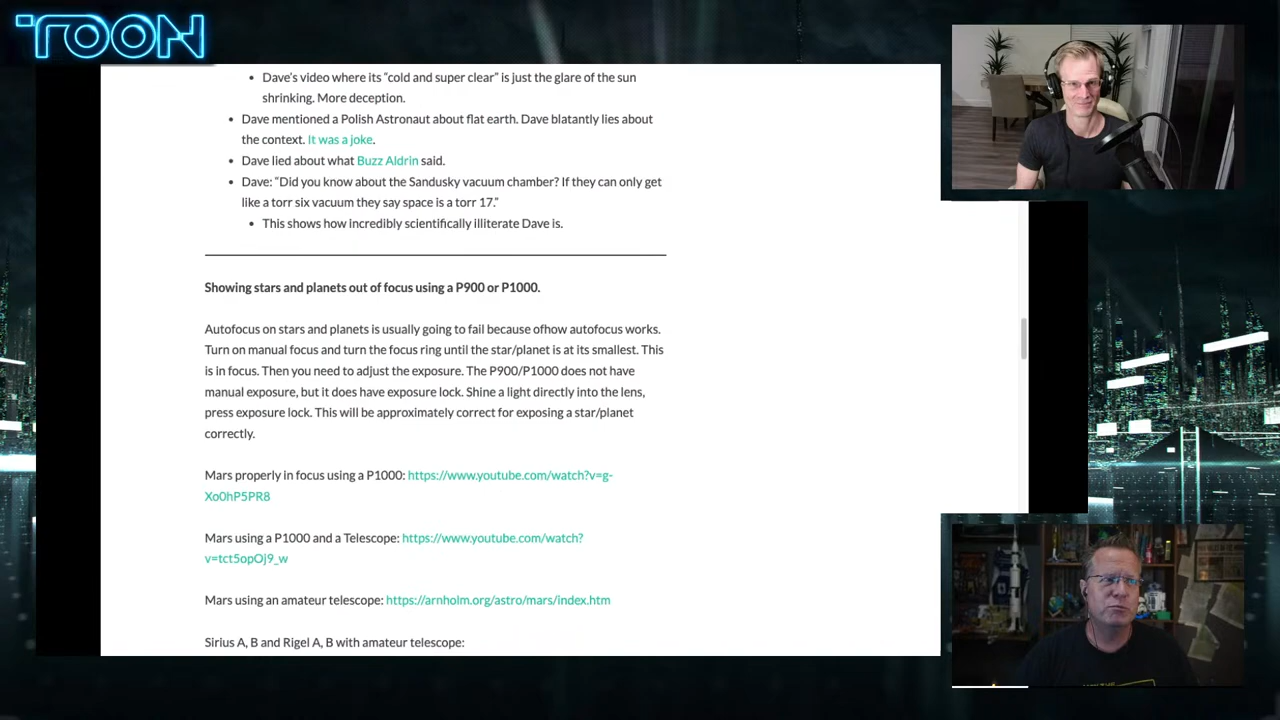 TOON
Dave's video where its “cold and super clear” is just the glare of the sun
shrinking. More deception.
Dave mentioned a Polish Astronaut about flat earth. Dave blatantly lies about
the context. It was a joke.
Dave lied about what Buzz Aldrin said.
Dave: “Did you know about the Sandusky vacuum chamber? If they can only get
like a torr six vacuum they say space is a torr 17.”
This shows how incredibly scientifically illiterate Dave is.
Showing stars and planets out of focus using a P900 or P1000.
Autofocus on stars and planets is usually going to fail because ofhow autofocus works.
Turn on manual focus and turn the focus ring until the star/planet is at its smallest. This
is in focus. Then you need to adjust the exposure. The P900/P1000 does not have
manual exposure, but it does have exposure lock. Shine a light directly into the lens,
press exposure lock. This will be approximately correct for exposing a star/planet
correctly.
Mars properly in focus using a P1000: https://www.youtube.com/watch?v=g-
Xo0hP5PR8
Mars using a P1000 and a Telescope: https://www.youtube.com/watch?
v=tct5opOj9_w
Mars using an amateur telescope: https://arnholm.org/astro/mars/index.htm
Sirius A, B and Rigel A, B with amateur telescope: